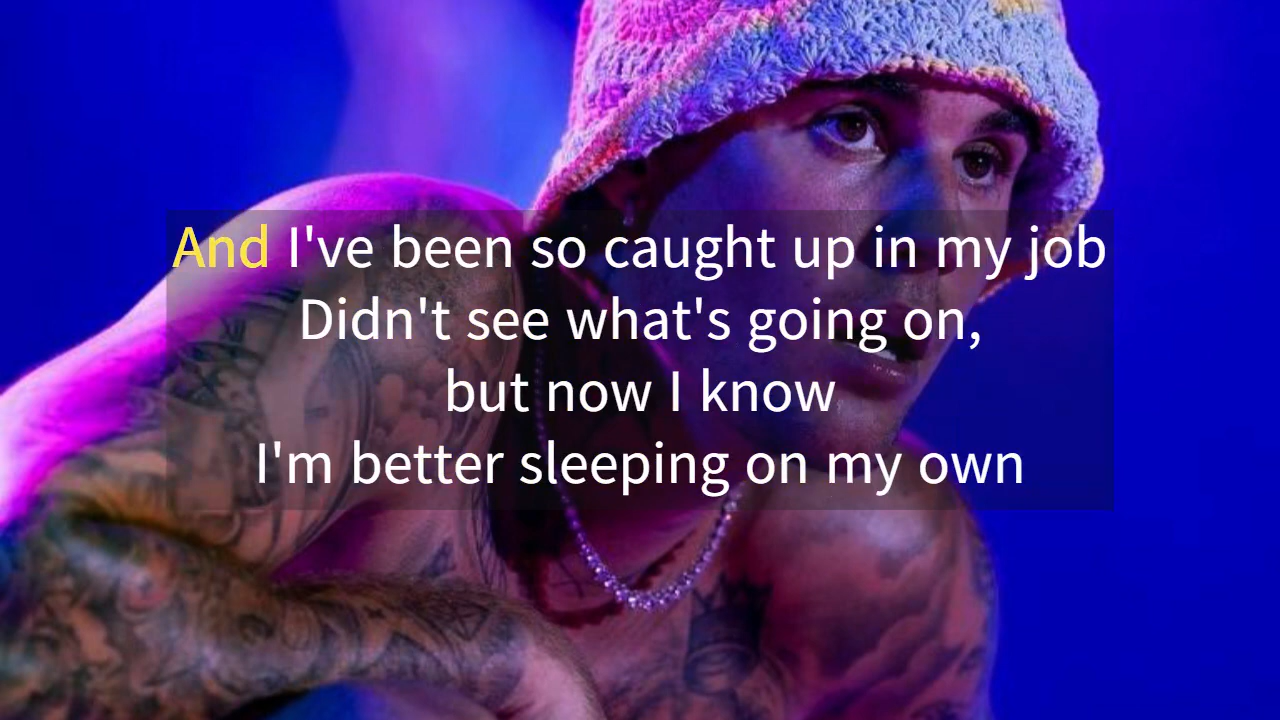 And I've been so caught up in my job
Didn't see what's going on,
but now I know
I'm better sleeping on my own